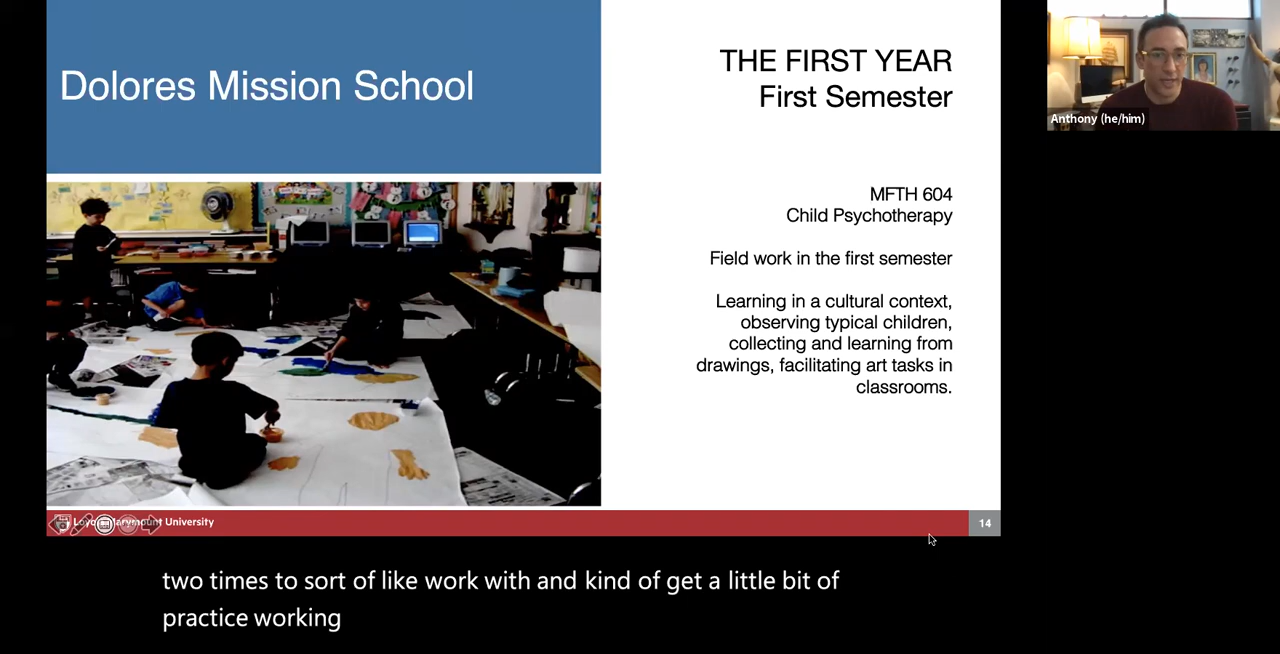 Dolores Mission School
THE FIRST YEAR
First Semester
MFTH 604
Child Psychotherapy
Field work in the first semester
Learning in a cultural context,
observing typical children,
collecting and learning from
drawings, facilitating art tasks in
classrooms.
Anthony (he/him)
Loyola Marymount University
14
two times to sort of like work with and kind of get a little bit of
practice working